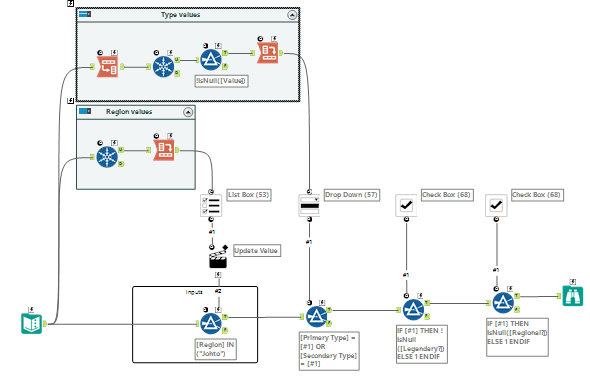 Type values
!IsNull([Value])
Region values
List Box (53)
Drop Down (57)
Check Box (68)
Check Box (68)
#1
Update Value
#1
#1
#1
Inputs
#2
[Region] IN
("Johto")
[Primary Type] =
[#1] OR
[Secondary Type]
= [#1]
IF [#1] THEN !
IsNull
([Legendary?])
ELSE 1 ENDIF
IF [#1] THEN
IsNull([Regional?])
ELSE 1 ENDIF